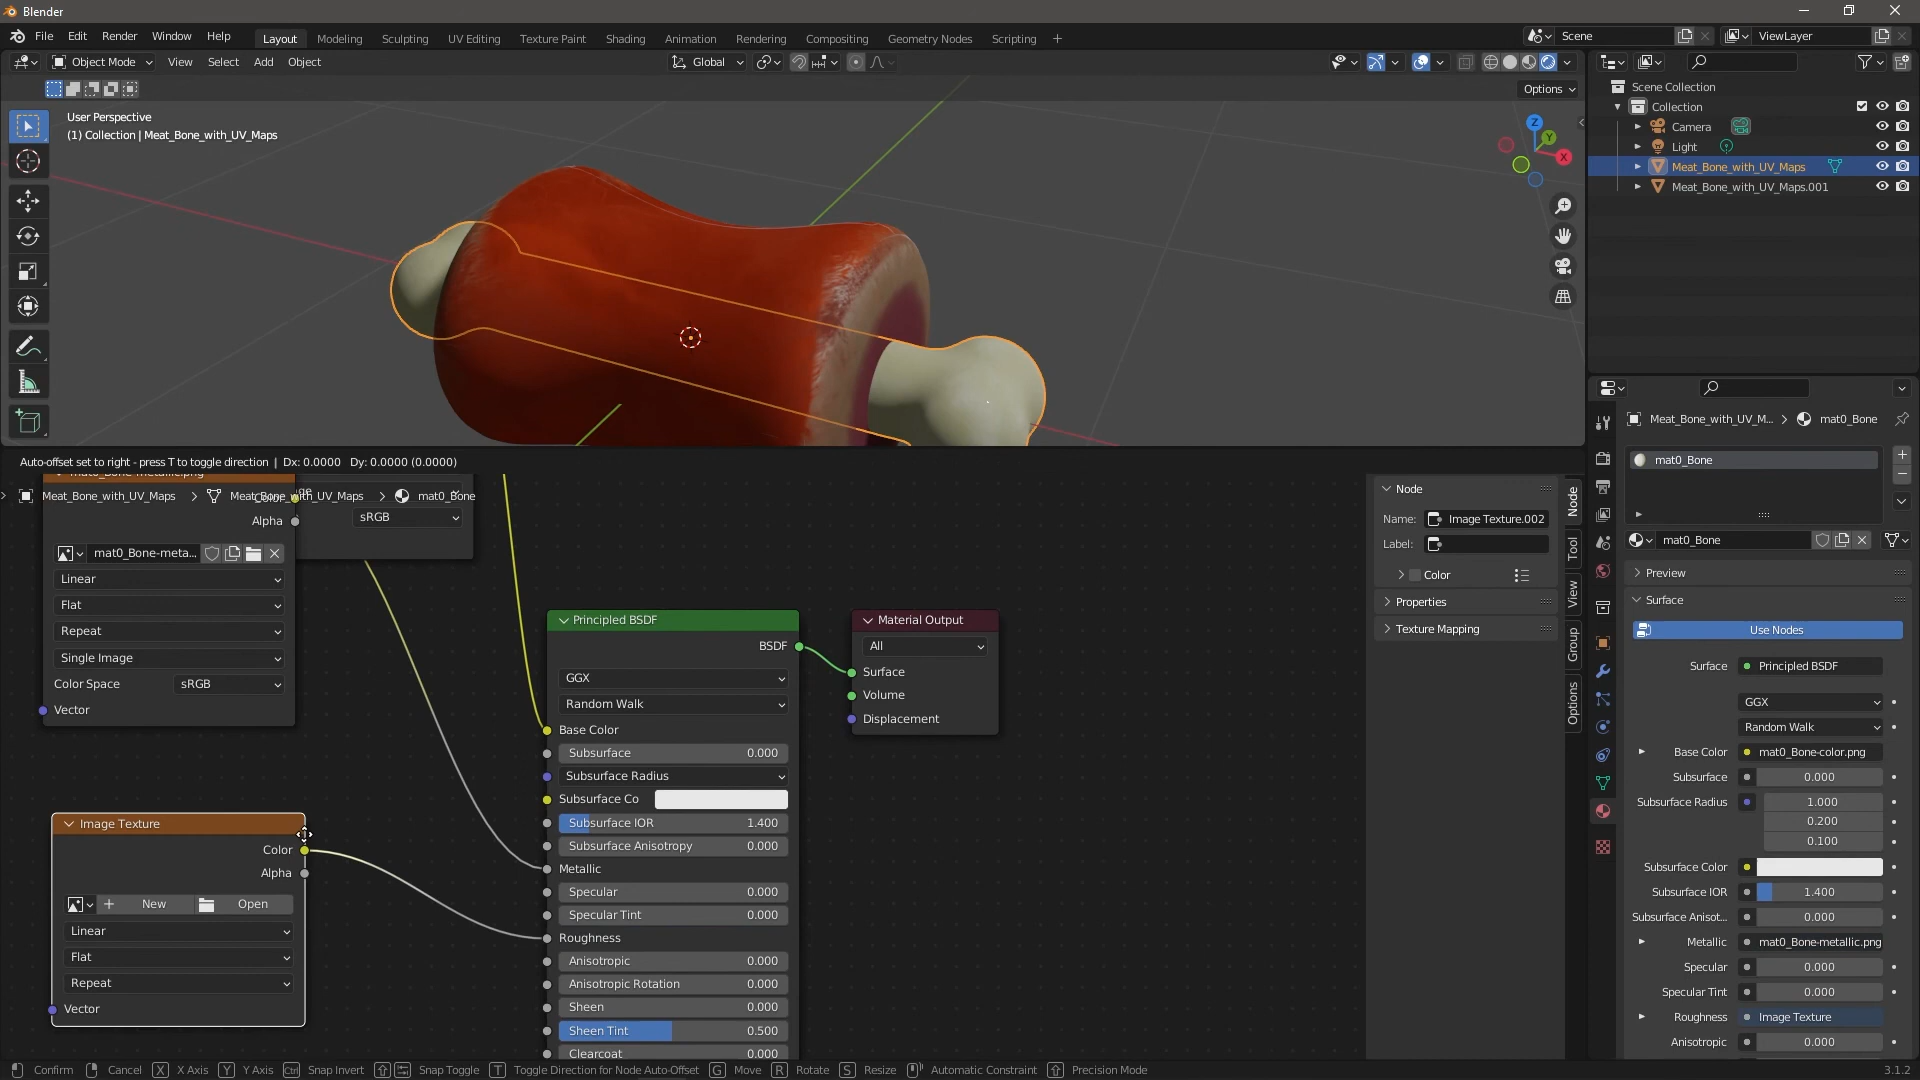 Blender
File Edit Render Window Help Layout Modeling Sculpting UV Editing Texture Paint Shading Animation Rendering Compositing Geometry Nodes Scripting Scene ViewLayer
Object Mode View Select Add Object Global
Options
User Perspective
(1) Collection | Meat_Bone_with_UV_Maps
Z
Y
X
Scene Collection
Collection
Camera
Light
Meat_Bone_with_UV_Maps
Meat_Bone_with_UV_Maps.001
Auto-offset set to right - press T to toggle direction | Dx: 0.0000 Dy: 0.0000 (0.0000)
Meat_Bone_with_UV_Maps Meat_Bone_with_UV_Maps mat0_Bone
Alpha
sRGB
mat0_Bone-meta...
Linear
Flat
Repeat
Single Image
Color Space sRGB
Vector
Image Texture
Color
Alpha
New Open
Linear
Flat
Repeat
Vector
Principled BSDF
BSDF
GGX
Random Walk
Base Color
Subsurface 0.000
Subsurface Radius
Subsurface Co
Subsurface IOR 1.400
Subsurface Anisotropy 0.000
Metallic
Specular 0.000
Specular Tint 0.000
Roughness
Anisotropic 0.000
Anisotropic Rotation 0.000
Sheen 0.000
Sheen Tint 0.500
Clearcoat 0.000
Material Output
All
Surface
Volume
Displacement
Node
Name: Image Texture.002
Label:
Color
Properties
Texture Mapping
Node
Tool
View
Group
Options
Meat_Bone_with_UV_M... mat0_Bone
mat0_Bone
mat0_Bone
Preview
Surface
Use Nodes
Surface Principled BSDF
GGX
Random Walk
Base Color mat0_Bone-color.png
Subsurface 0.000
Subsurface Radius 1.000
0.200
0.100
Subsurface Color
Subsurface IOR 1.400
Subsurface Anisot... 0.000
Metallic mat0_Bone-metallic.png
Specular 0.000
Specular Tint 0.000
Roughness Image Texture
Anisotropic 0.000
Confirm Cancel X X Axis Y Y Axis Ctrl Snap Invert Snap Toggle T Toggle Direction for Node Auto-Offset G Move R Rotate S Resize Automatic Constraint Precision Mode 3.1.2